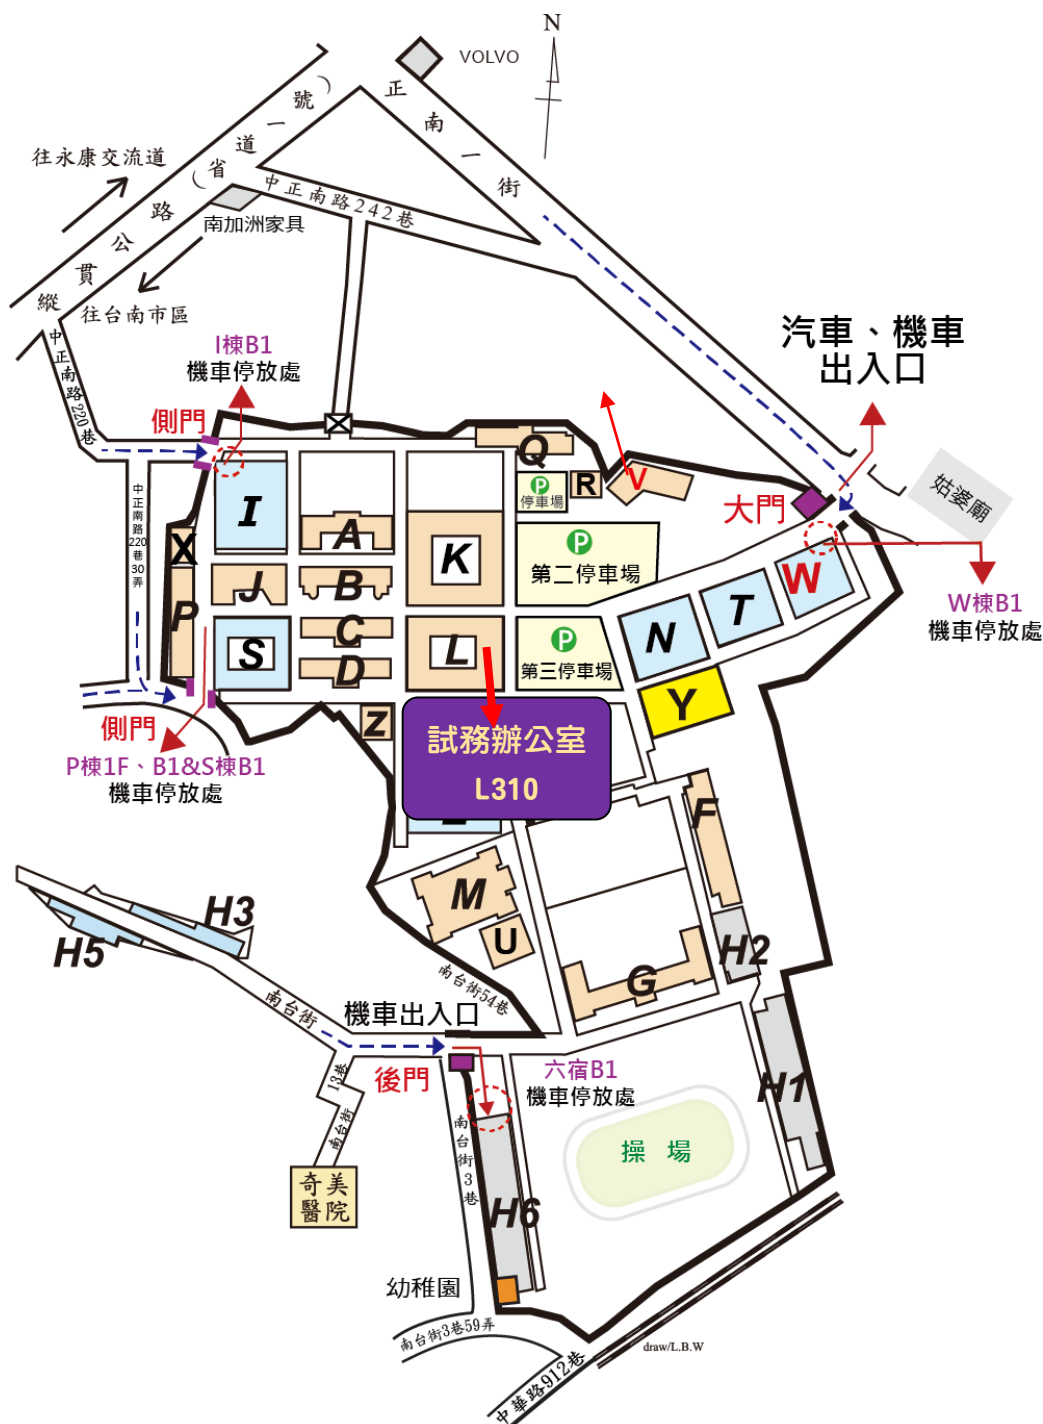 N
VOLVO
正南一街
縱貫公路(省道一號)
往永康交流道
中正南路242巷
南加洲家具
往台南市區
中正南路220巷
I棟B1
機車停放處
側門
汽車、機車
出入口
大門
姑婆廟
W棟B1
機車停放處
Q
R
V
P
停車場
I
A
K
P
第二停車場
W
中正南路220巷30弄
X
J
B
P
C
S
D
L
P
第三停車場
N
T
Y
側門
P棟1F、B1&S棟B1
機車停放處
Z
試務辦公室
L310
F
M
U
H3
H5
H2
G
南台街54巷
南台街
機車出入口
後門
六宿B1
機車停放處
H1
南台街13巷
奇美
醫院
南台街3巷
操場
H6
幼稚園
南台街3巷59弄
draw/L.B.W
中華路912巷